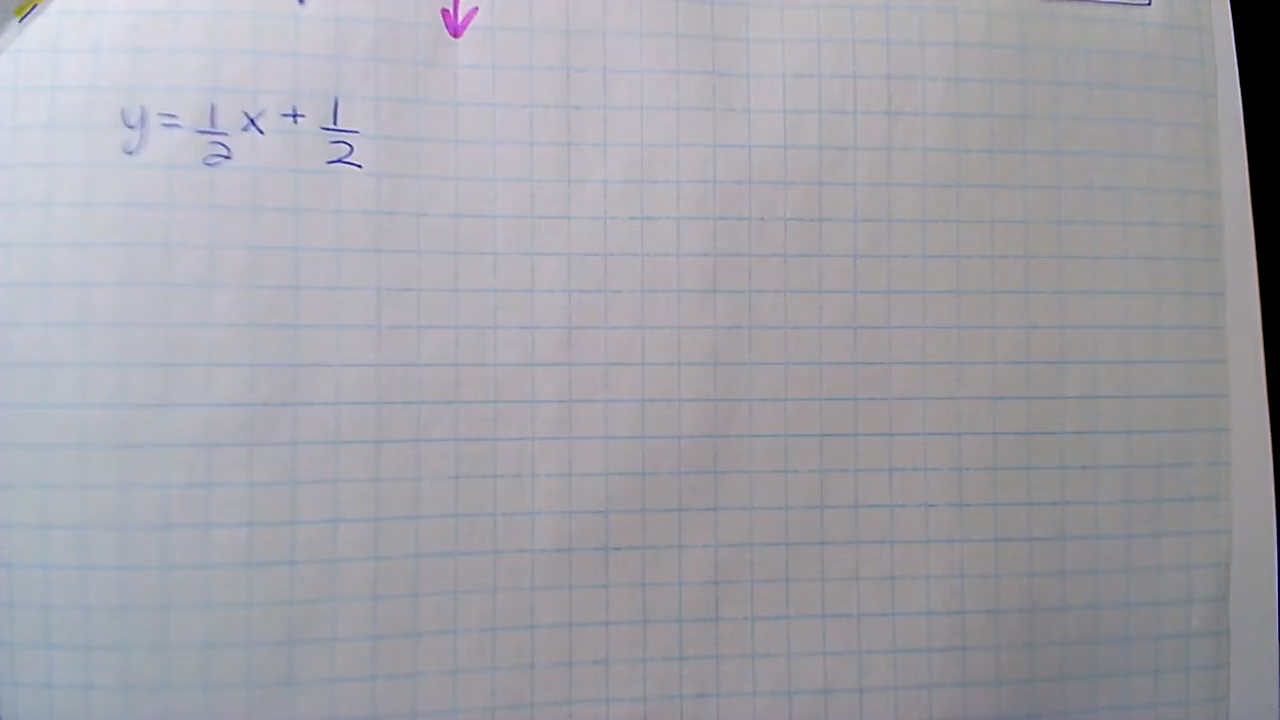 y = 1/2 x + 1/2